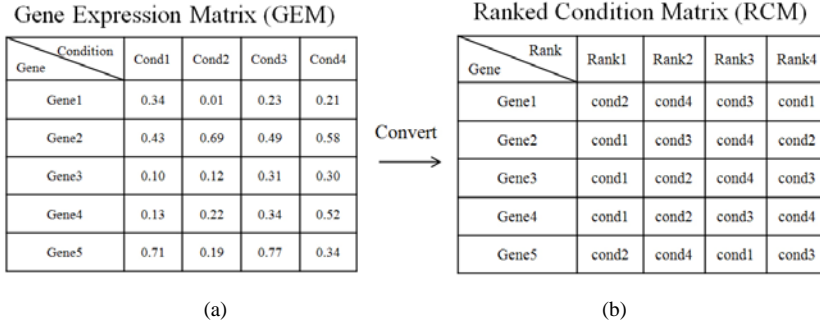 Gene Expression Matrix (GEM)
Condition
Gene
Cond1 Cond2 Cond3 Cond4
Gene1 0.34 0.01 0.23 0.21
Gene2 0.43 0.69 0.49 0.58
Gene3 0.10 0.12 0.31 0.30
Gene4 0.13 0.22 0.34 0.52
Gene5 0.71 0.19 0.77 0.34
(a)
Convert
Ranked Condition Matrix (RCM)
Rank
Gene
Rank1 Rank2 Rank3 Rank4
Gene1 cond2 cond4 cond3 cond1
Gene2 cond1 cond3 cond4 cond2
Gene3 cond1 cond2 cond4 cond3
Gene4 cond1 cond2 cond3 cond4
Gene5 cond2 cond4 cond1 cond3
(b)